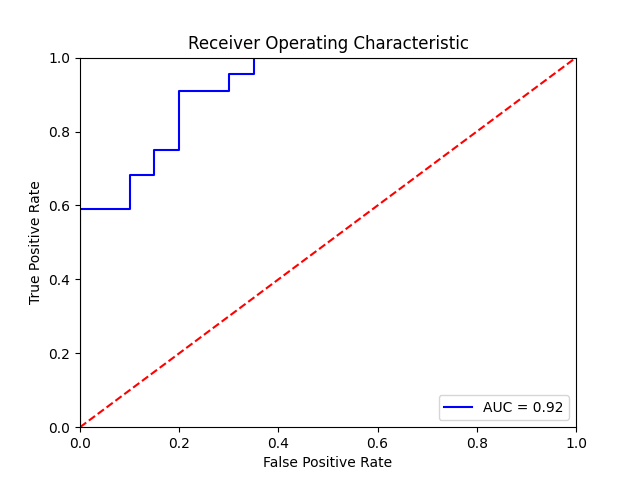 Receiver Operating Characteristic
True Positive Rate
1.0
0.8
0.6
0.4
0.2
0.0
AUC = 0.92
0.0 0.2 0.4 0.6 0.8 1.0
False Positive Rate